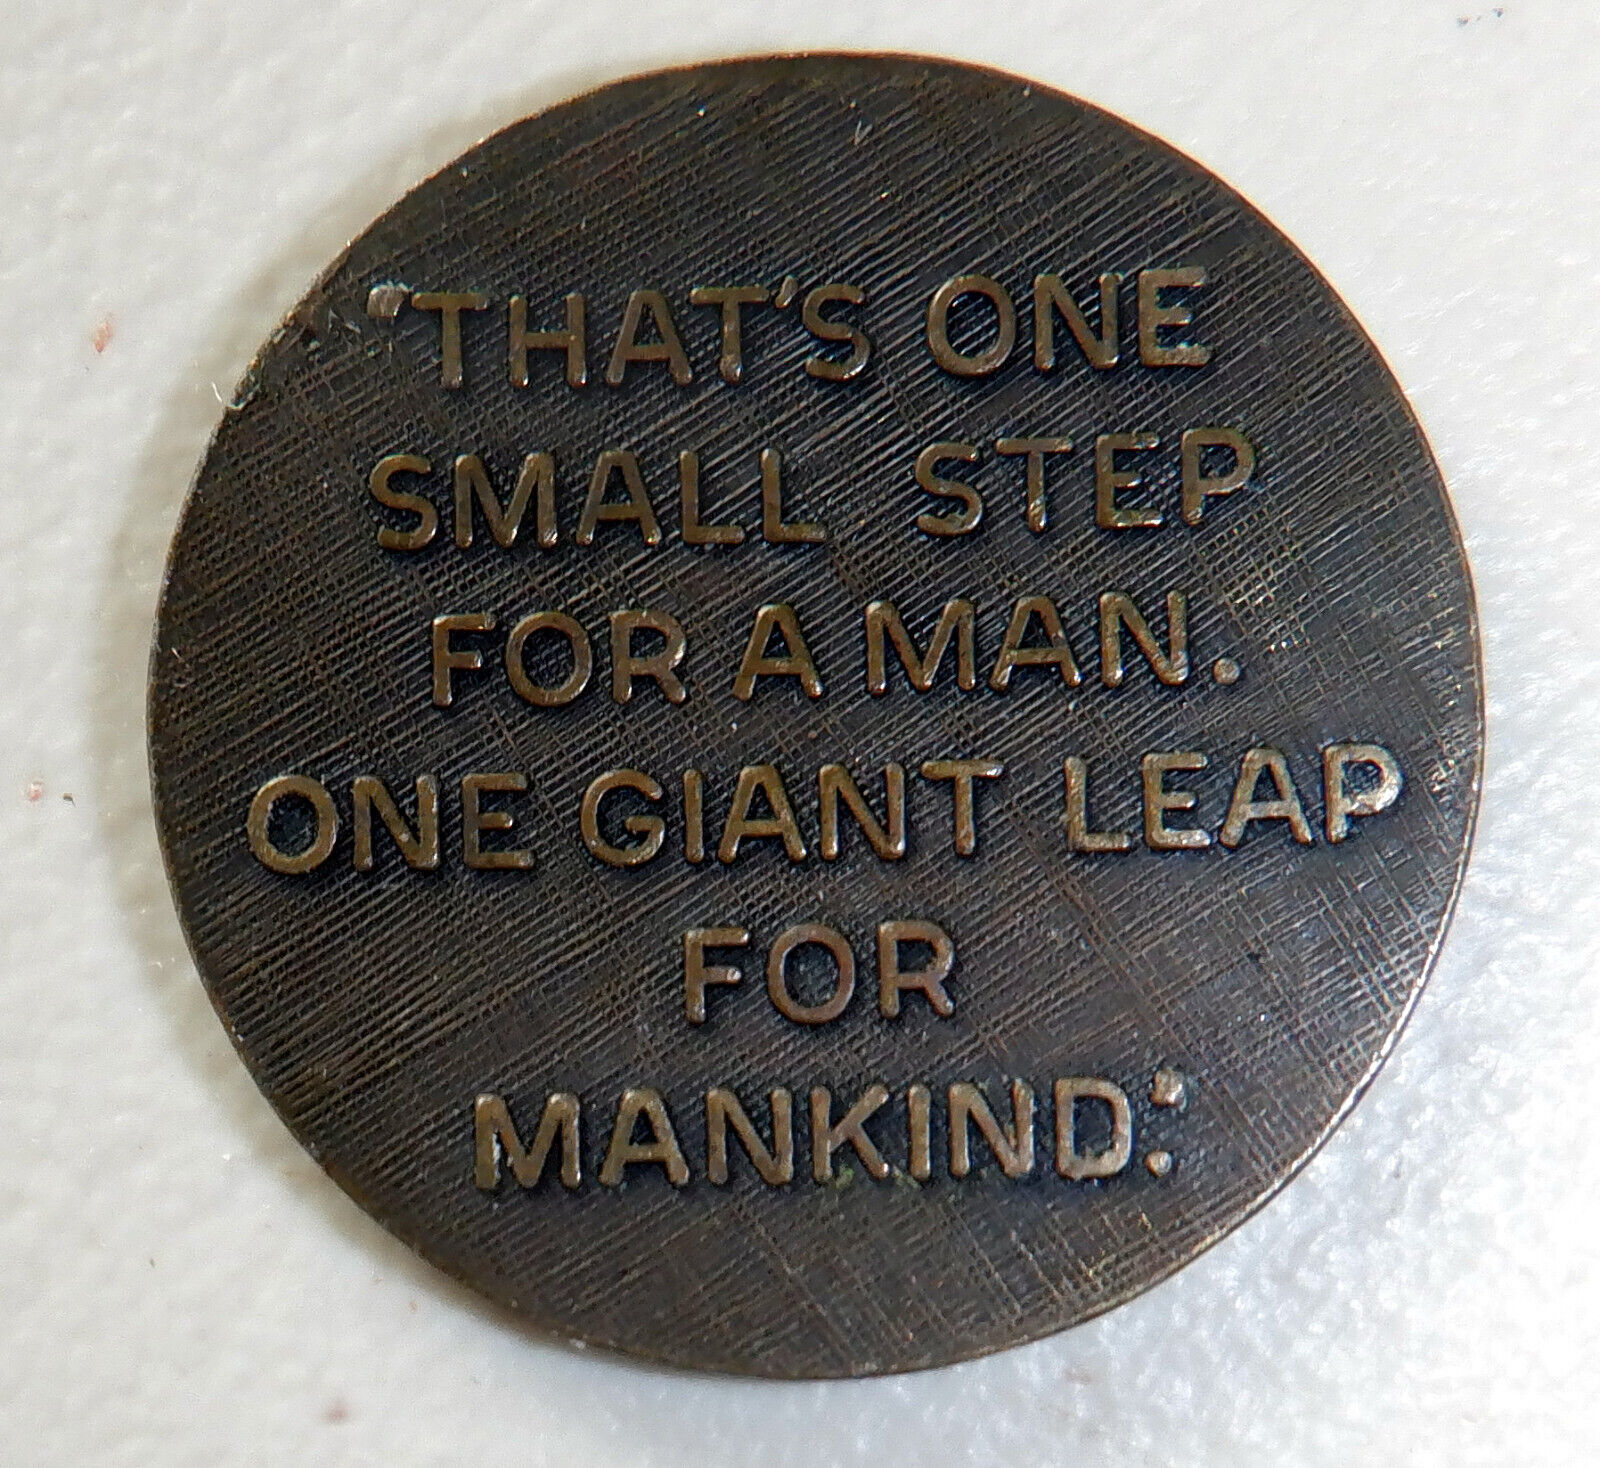 'THAT'S ONE
SMALL STEP
FOR A MAN.
ONE GIANT LEAP
FOR
MANKIND.'